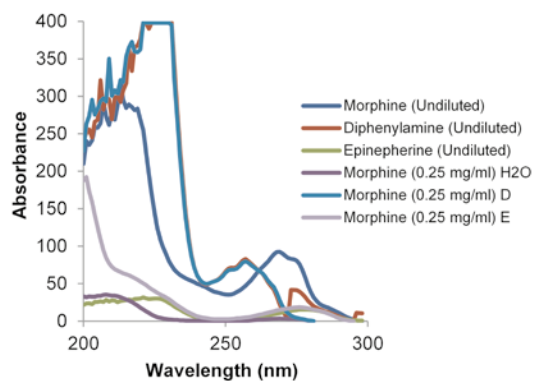 400
350
300
250
200
150
100
50
0
Absorbance
200
250
300
Wavelength (nm)
Morphine (Undiluted)
Diphenylamine (Undiluted)
Epinepherine (Undiluted)
Morphine (0.25 mg/ml) H2O
Morphine (0.25 mg/ml) D
Morphine (0.25 mg/ml) E